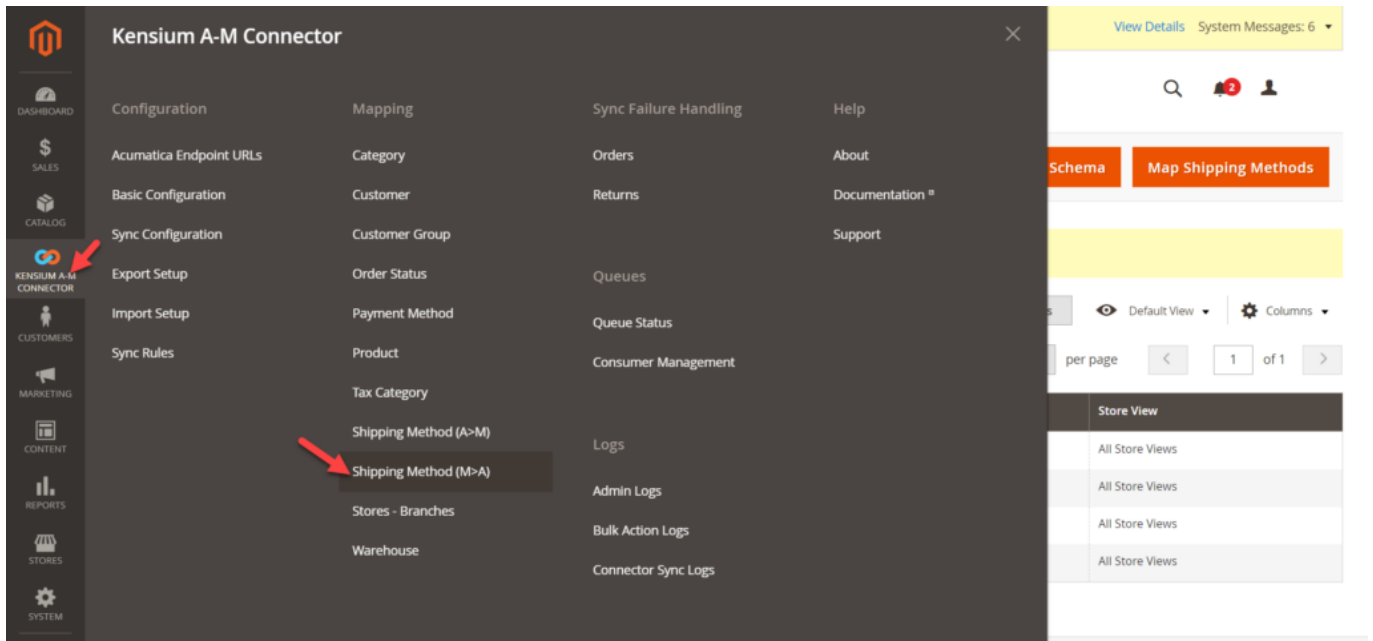 Kensium A-M Connector
View Details System Messages: 6
DASHBOARD
SALES
CATALOG
KENSIUM A-M
CONNECTOR
CUSTOMERS
MARKETING
CONTENT
REPORTS
STORES
SYSTEM
Configuration
Acumatica Endpoint URLs
Basic Configuration
Sync Configuration
Export Setup
Import Setup
Sync Rules
Mapping
Category
Customer
Customer Group
Order Status
Payment Method
Product
Tax Category
Shipping Method (A>M)
Shipping Method (M>A)
Stores - Branches
Warehouse
Sync Failure Handling
Orders
Returns
Queues
Queue Status
Consumer Management
Logs
Admin Logs
Bulk Action Logs
Connector Sync Logs
Help
About
Documentation
Support
2
Schema Map Shipping Methods
s Default View Columns
per page 1 of 1
Store View
All Store Views
All Store Views
All Store Views
All Store Views